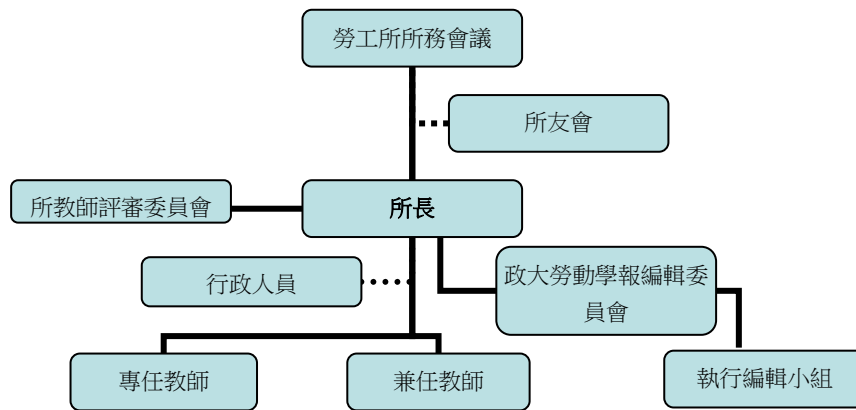 勞工所所務會議
所友會
所教師評審委員會
所長
行政人員
政大勞動學報編輯委
員會
專任教師
兼任教師
執行編輯小組